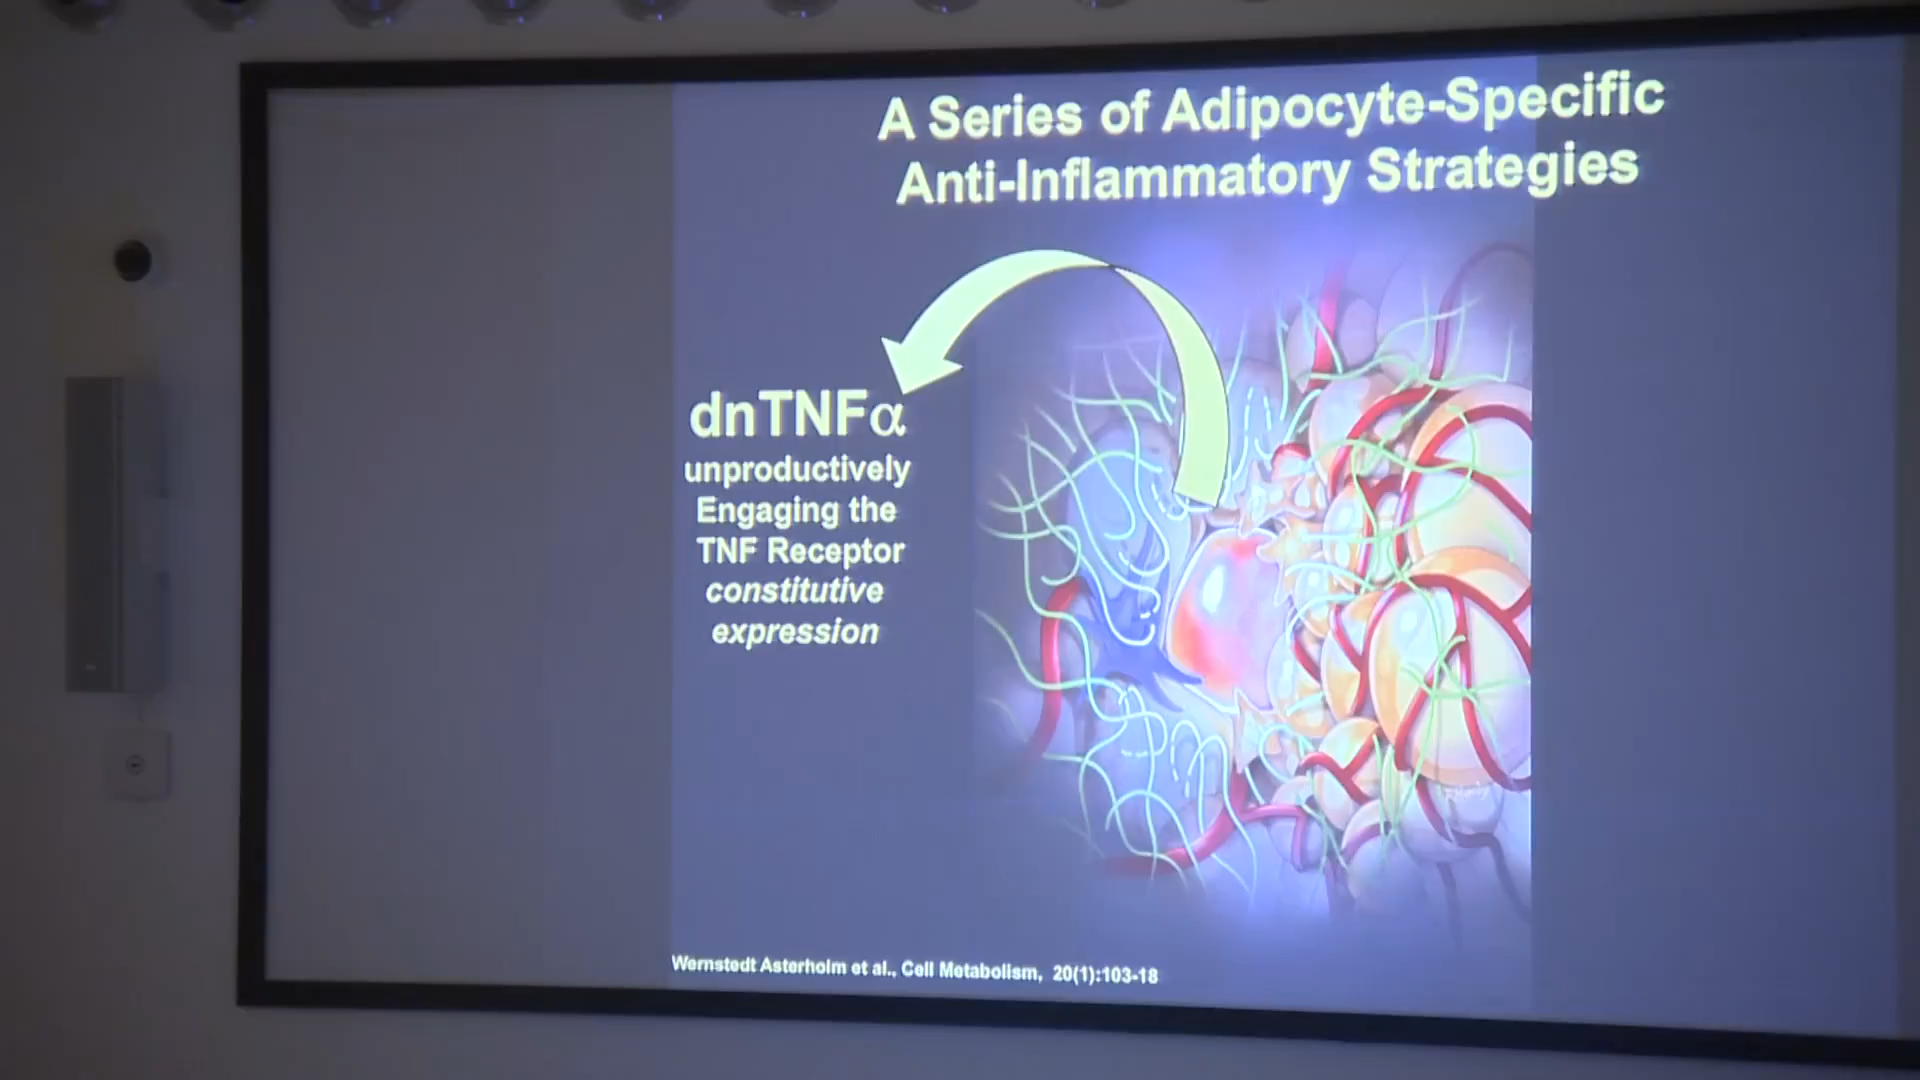 A Series of Adipocyte-Specific
Anti-Inflammatory Strategies
dnTNFα
unproductively
Engaging the
TNF Receptor
constitutive
expression
Wernstedt Asterholm et al., Cell Metabolism, 20(1):103-18